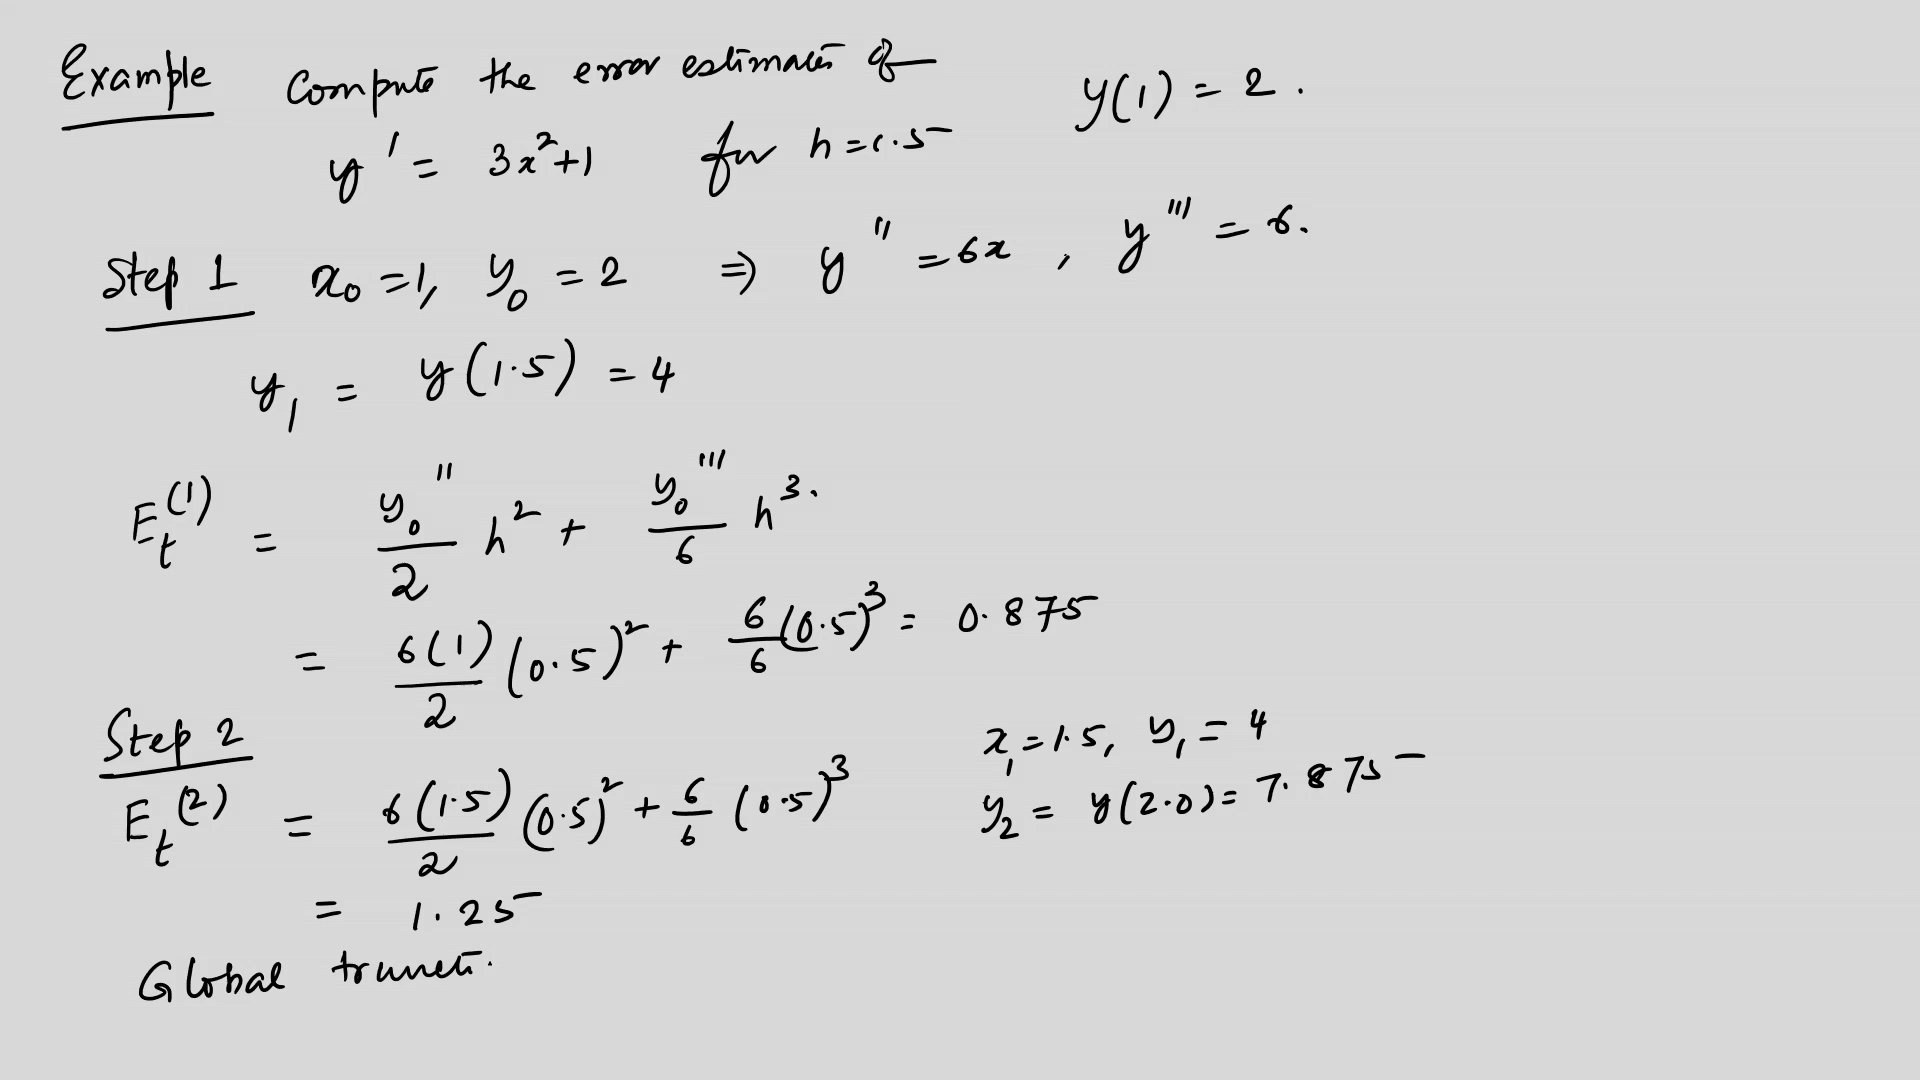 Example Compute the error estimates of
y' = 3x²+1 for h = 0.5 y(1) = 2.
Step 1 x₀ = 1, y₀ = 2 ⇒ y'' = 6x , y''' = 6.
y₁ = y(1.5) = 4
Eₜ⁽¹⁾ = y₀''/2 h² + y₀'''/6 h³.
= 6(1)/2 (0.5)² + 6/6 (0.5)³ = 0.875
Step 2 x₁ = 1.5, y₁ = 4
y₂ = y(2.0) = 7.875
Eₜ⁽²⁾ = 6(1.5)/2 (0.5)² + 6/6 (0.5)³
= 1.25
Global